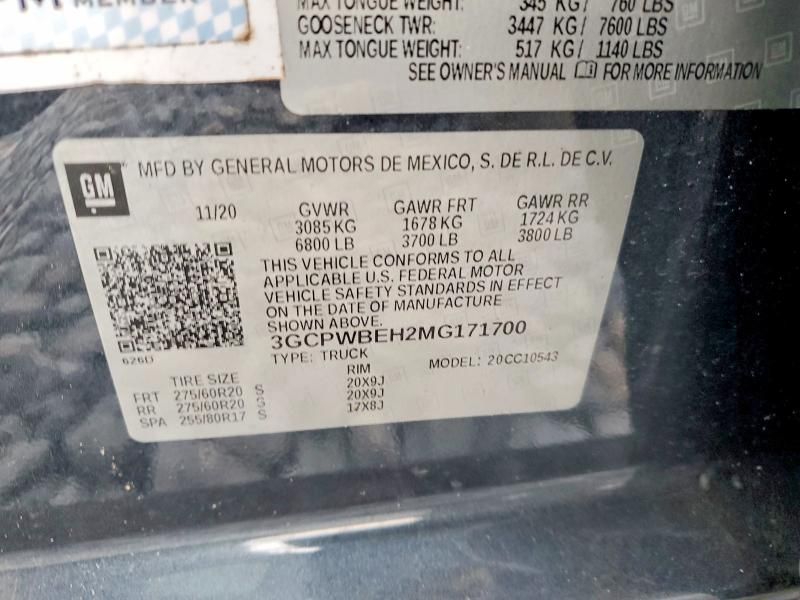 MEMBER
MAX TONGUE WEIGHT: 345 KG/ 760 LBS
GOOSENECK TWR: 3447 KG/ 7600 LBS
MAX TONGUE WEIGHT: 517 KG/ 1140 LBS
SEE OWNER'S MANUAL FOR MORE INFORMATION
GM MFD BY GENERAL MOTORS DE MEXICO, S. DE R.L. DE C.V.
11/20 GVWR GAWR FRT GAWR RR
3085 KG 1678 KG 1724 KG
6800 LB 3700 LB 3800 LB
THIS VEHICLE CONFORMS TO ALL
APPLICABLE U.S. FEDERAL MOTOR
VEHICLE SAFETY STANDARDS IN EFFECT
ON THE DATE OF MANUFACTURE
SHOWN ABOVE.
3GCPWBEH2MG171700
626D TYPE: TRUCK MODEL: 20CC10543
TIRE SIZE RIM
FRT 275/60R20 S 20X9J
RR 275/60R20 S 20X9J
SPA 255/80R17 S 17X8J